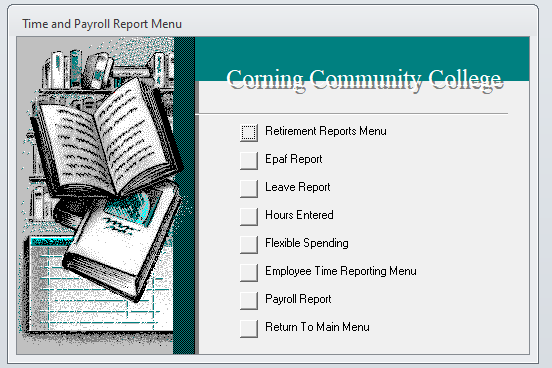 Time and Payroll Report Menu
Corning Community College
Retirement Reports Menu
Epaf Report
Leave Report
Hours Entered
Flexible Spending
Employee Time Reporting Menu
Payroll Report
Return To Main Menu